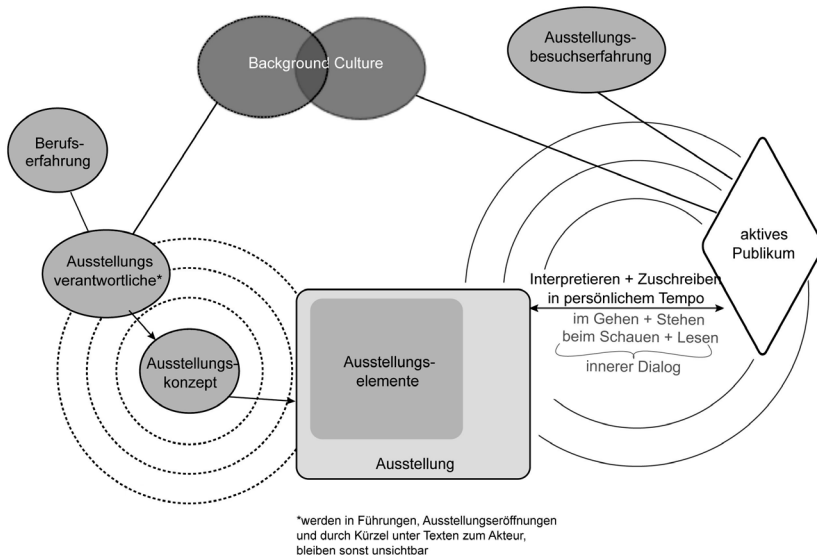 Background Culture
Ausstellungs-
besuchserfahrung
Berufs-
erfahrung
Ausstellungs
verantwortliche*
aktives
Publikum
Interpretieren + Zuschreiben
in persönlichem Tempo
im Gehen + Stehen
beim Schauen + Lesen
innerer Dialog
Ausstellungs-
konzept
Ausstellungs-
elemente
Ausstellung
*werden in Führungen, Ausstellungseröffnungen
und durch Kürzel unter Texten zum Akteur,
bleiben sonst unsichtbar